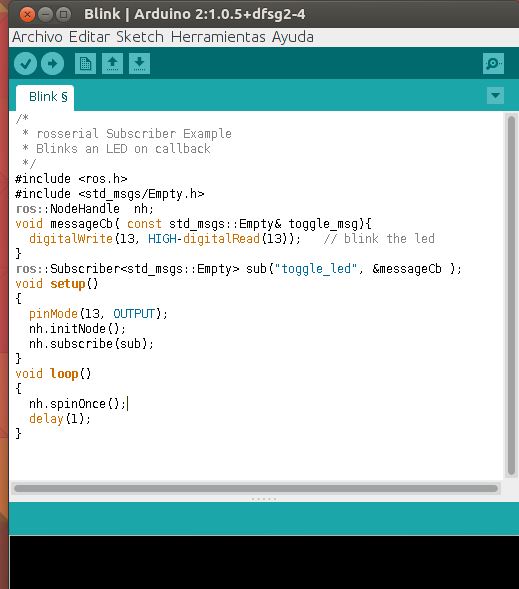 Blink | Arduino 2:1.0.5+dfsg2-4
Archivo Editar Sketch Herramientas Ayuda
Blink §
/*
 * rosserial Subscriber Example
 * Blinks an LED on callback
 */
#include <ros.h>
#include <std_msgs/Empty.h>
ros::NodeHandle  nh;
void messageCb( const std_msgs::Empty& toggle_msg){
  digitalWrite(13, HIGH-digitalRead(13));   // blink the led
}
ros::Subscriber<std_msgs::Empty> sub("toggle_led", &messageCb );
void setup()
{
  pinMode(13, OUTPUT);
  nh.initNode();
  nh.subscribe(sub);
}
void loop()
{
  nh.spinOnce();
  delay(1);
}